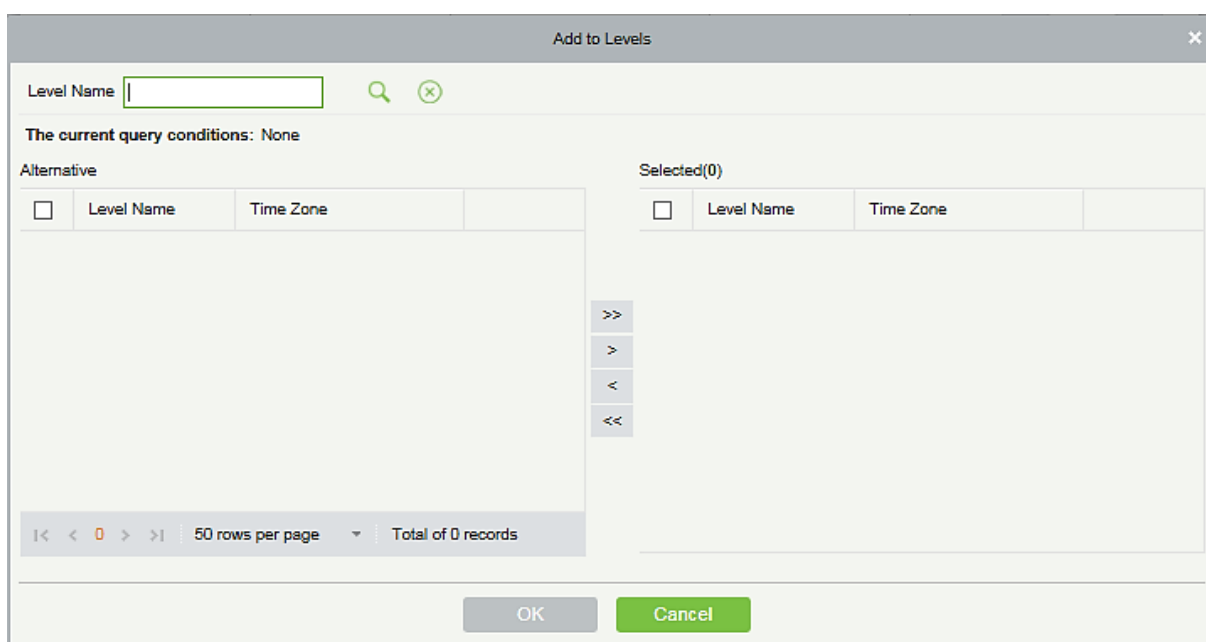 Add to Levels
Level Name
The current query conditions: None
Alternative
Selected(0)
Level Name Time Zone
Level Name Time Zone
>>
>
<
<<
0 50 rows per page Total of 0 records
OK Cancel